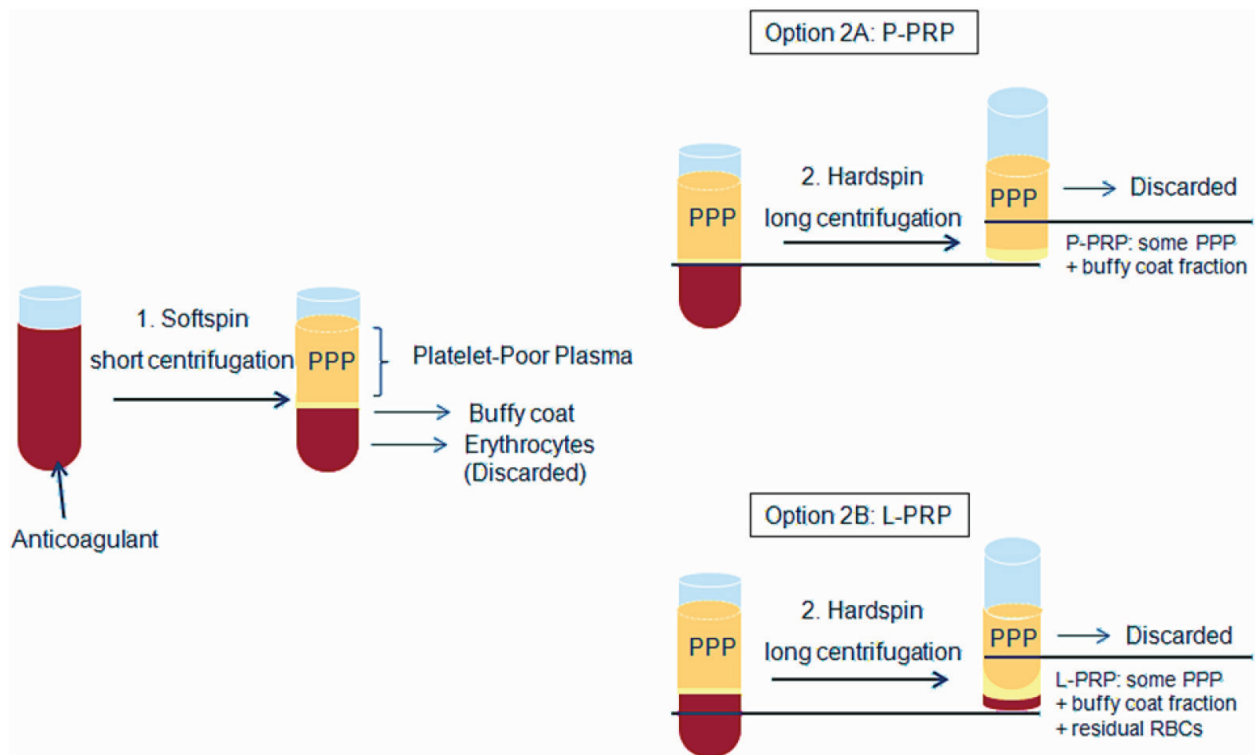 Option 2A: P-PRP
PPP
2. Hardspin
long centrifugation
PPP
Discarded
P-PRP: some PPP
+ buffy coat fraction
1. Softspin
short centrifugation
PPP
Platelet-Poor Plasma
Buffy coat
Erythrocytes
(Discarded)
Anticoagulant
Option 2B: L-PRP
PPP
2. Hardspin
long centrifugation
PPP
Discarded
L-PRP: some PPP
+ buffy coat fraction
+ residual RBCs